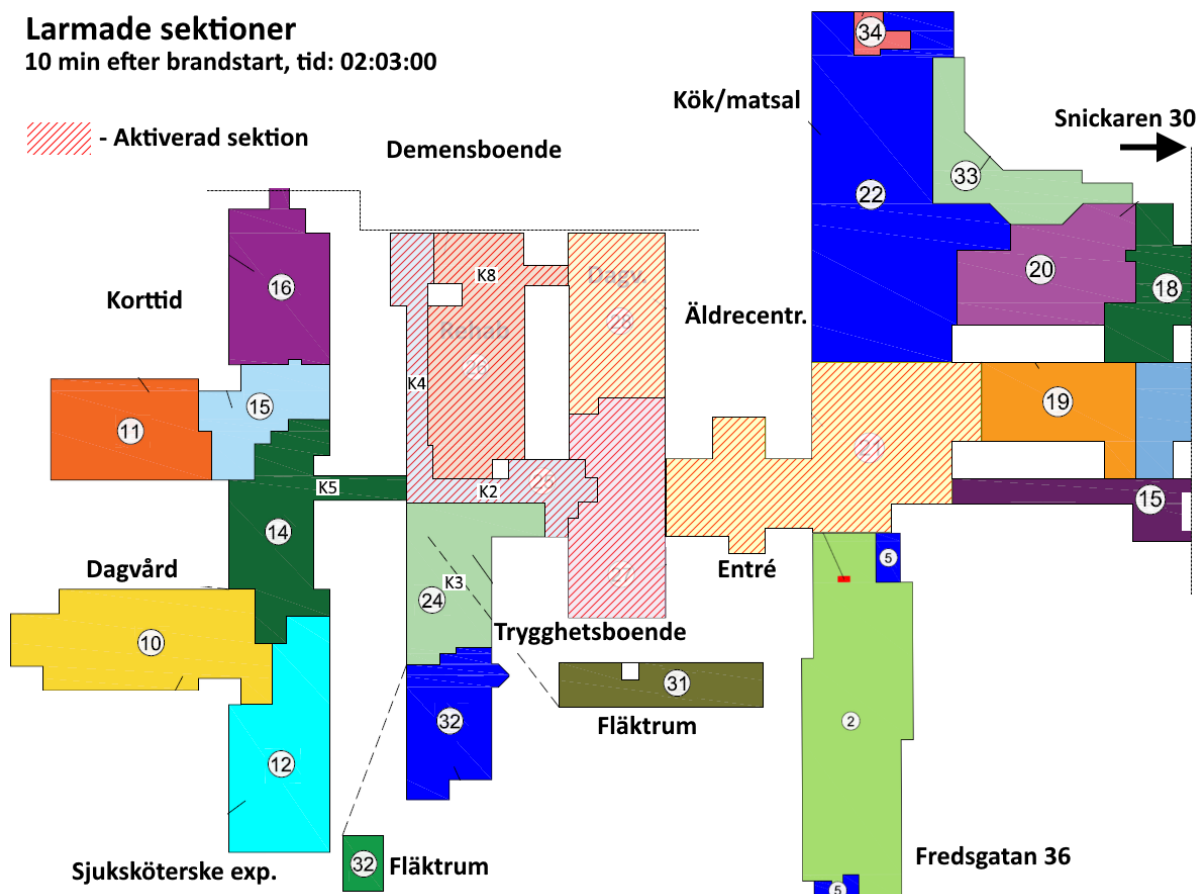 Larmade sektioner
10 min efter brandstart, tid: 02:03:00
- Aktiverad sektion
Demensboende
Kök/matsal
Snickaren 30
34
33
22
20
18
16
Korttid
K8
Dagv.
28
Äldrecentr.
Rehab
26
K4
11
15
19
21
K5
K2
25
15
14
Dagvård
K3
24
27
Entré
5
10
Trygghetsboende
31
Fläktrum
32
2
12
Sjuksköterske exp.
32
Fläktrum
Fredsgatan 36
5